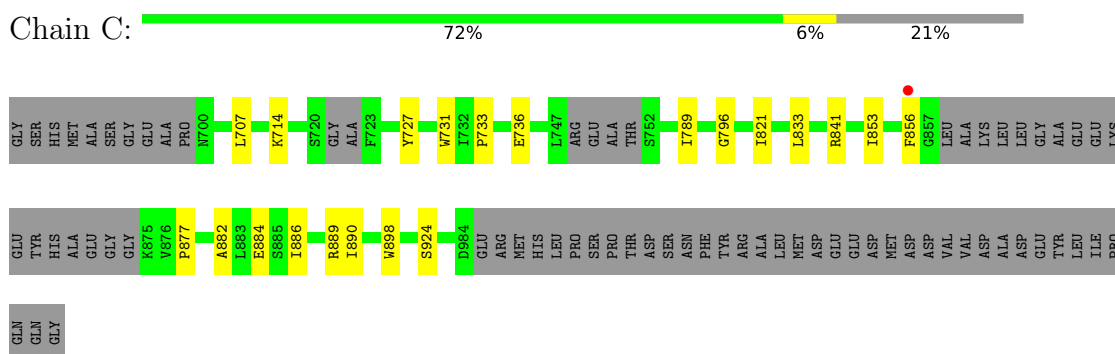 Chain C:
72% 6% 21%
GLY SER HIS MET ALA SER GLY GLU ALA PRO N700 L707 K714 S720 GLY ALA F723 Y727 W731 I732 P733 E736 L747 ARG GLU ALA THR S752 I789 G796 I821 L833 R841 I853 F856 G857 LEU ALA LYS LEU LEU GLY ALA GLU GLU LYS
GLU TYR HIS ALA GLU GLY GLY K875 V876 P877 A882 L883 E884 S885 I886 R889 I890 W898 S924 D984 GLU ARG MET HIS LEU PRO SER PRO THR ASP SER ASN PHE TYR ARG ALA LEU MET ASP GLU GLU ASP MET ASP ASP VAL VAL ASP ALA ASP GLU TYR LEU ILE PRO
GLN GLN GLY